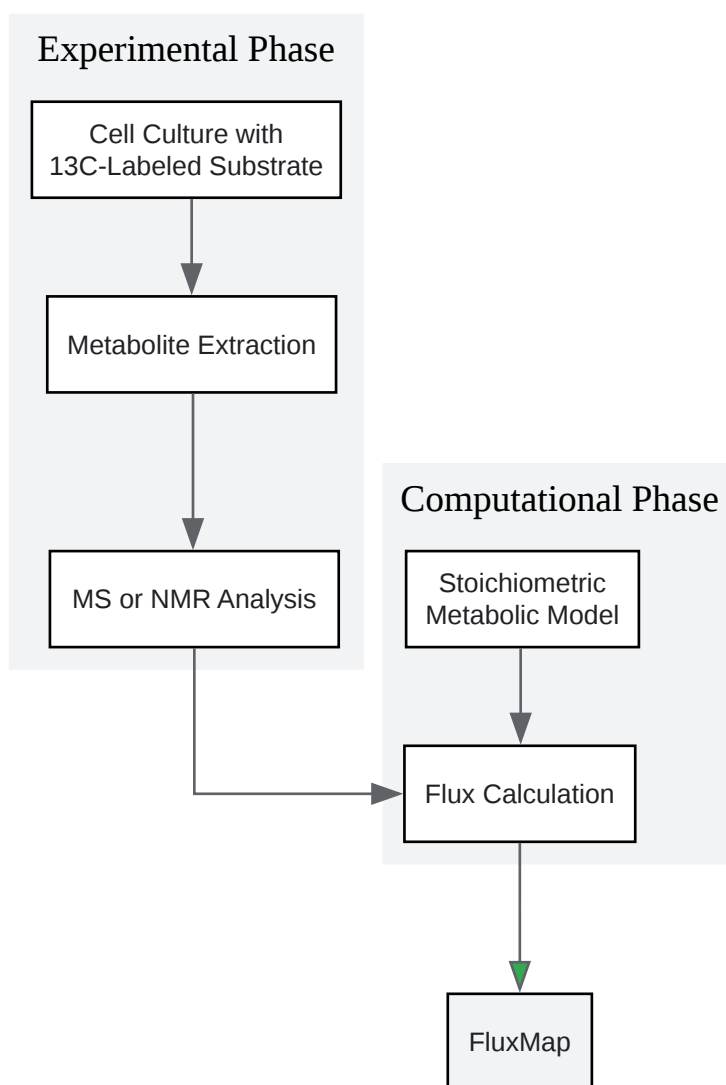 Experimental Phase
Cell Culture with
13C-Labeled Substrate
Metabolite Extraction
MS or NMR Analysis
Computational Phase
Stoichiometric
Metabolic Model
Flux Calculation
FluxMap